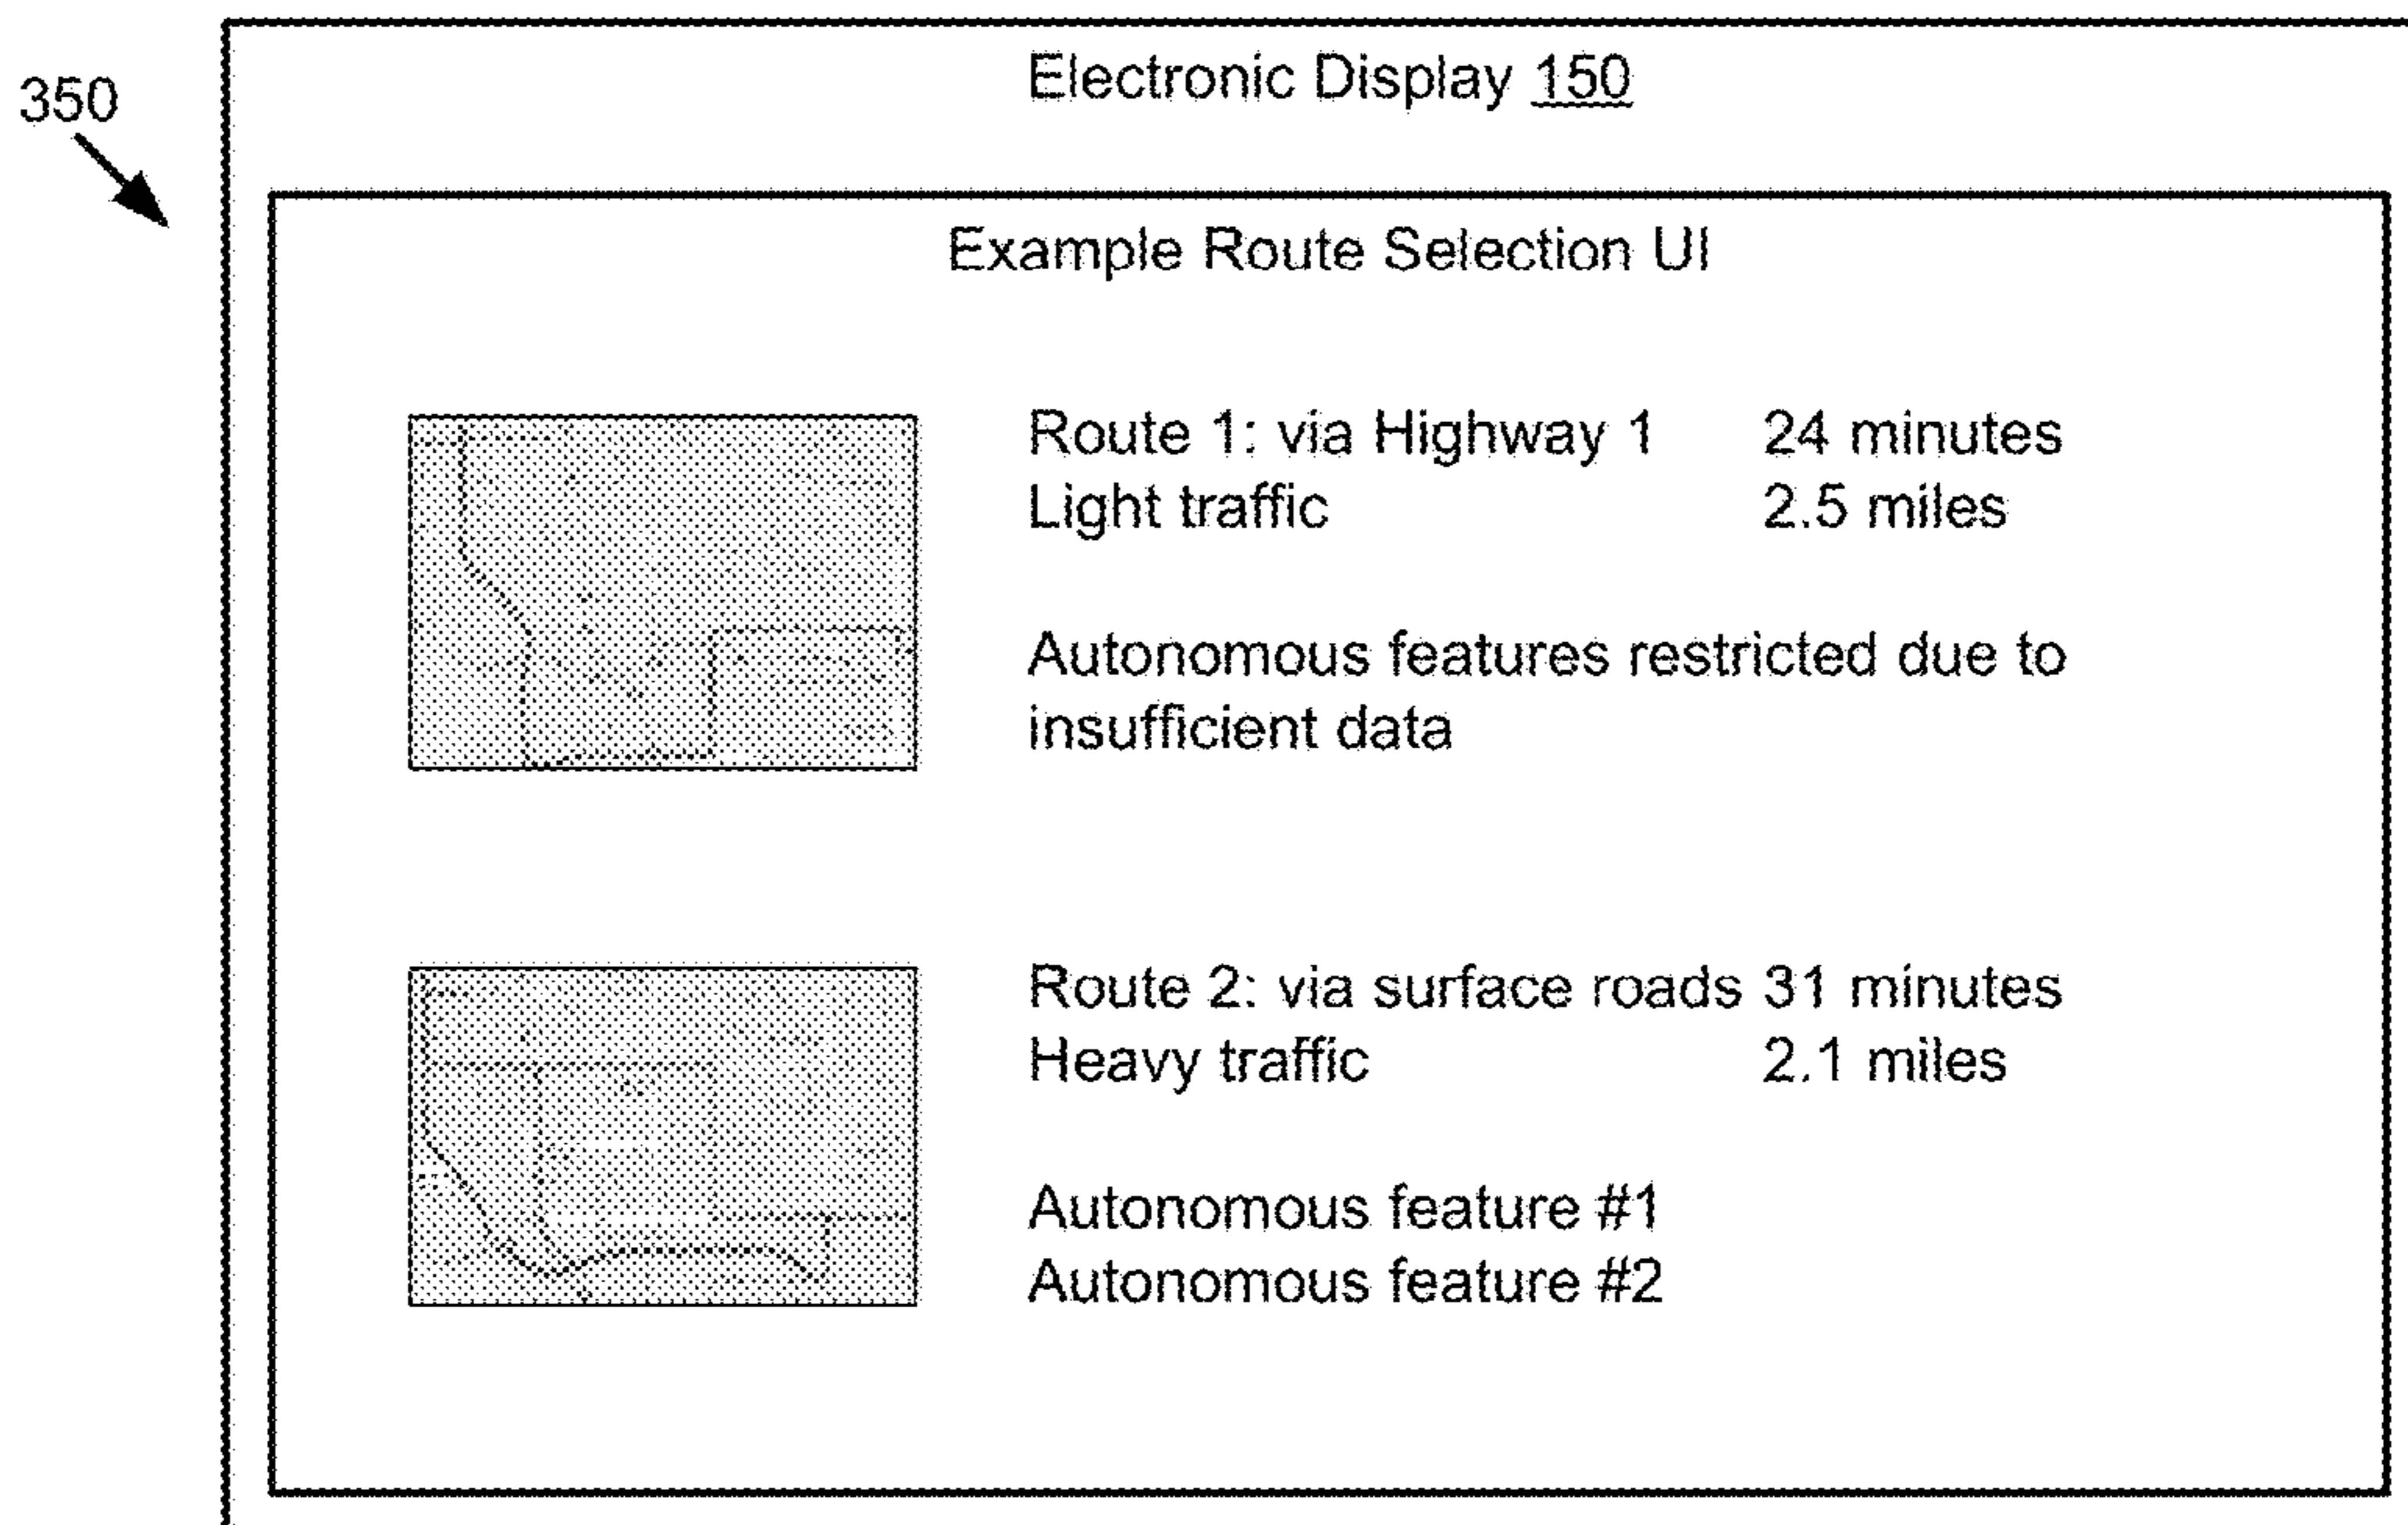 350
Electronic Display 150
Example Route Selection UI
Route 1: via Highway 1 24 minutes
Light traffic 2.5 miles
Autonomous features restricted due to
insufficient data
Route 2: via surface roads 31 minutes
Heavy traffic 2.1 miles
Autonomous feature #1
Autonomous feature #2